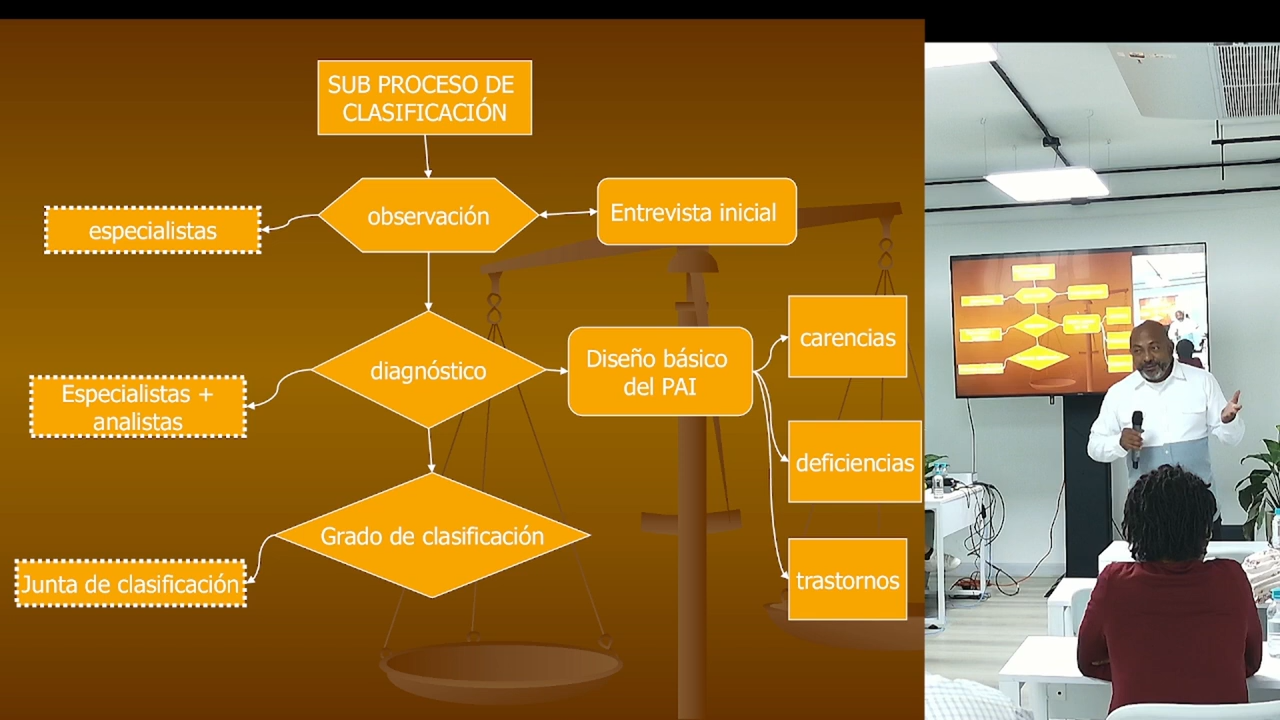 SUB PROCESO DE
CLASIFICACIÓN
observación
Entrevista inicial
especialistas
diagnóstico
Diseño básico
del PAI
carencias
Especialistas +
analistas
deficiencias
Grado de clasificación
Junta de clasificación
trastornos